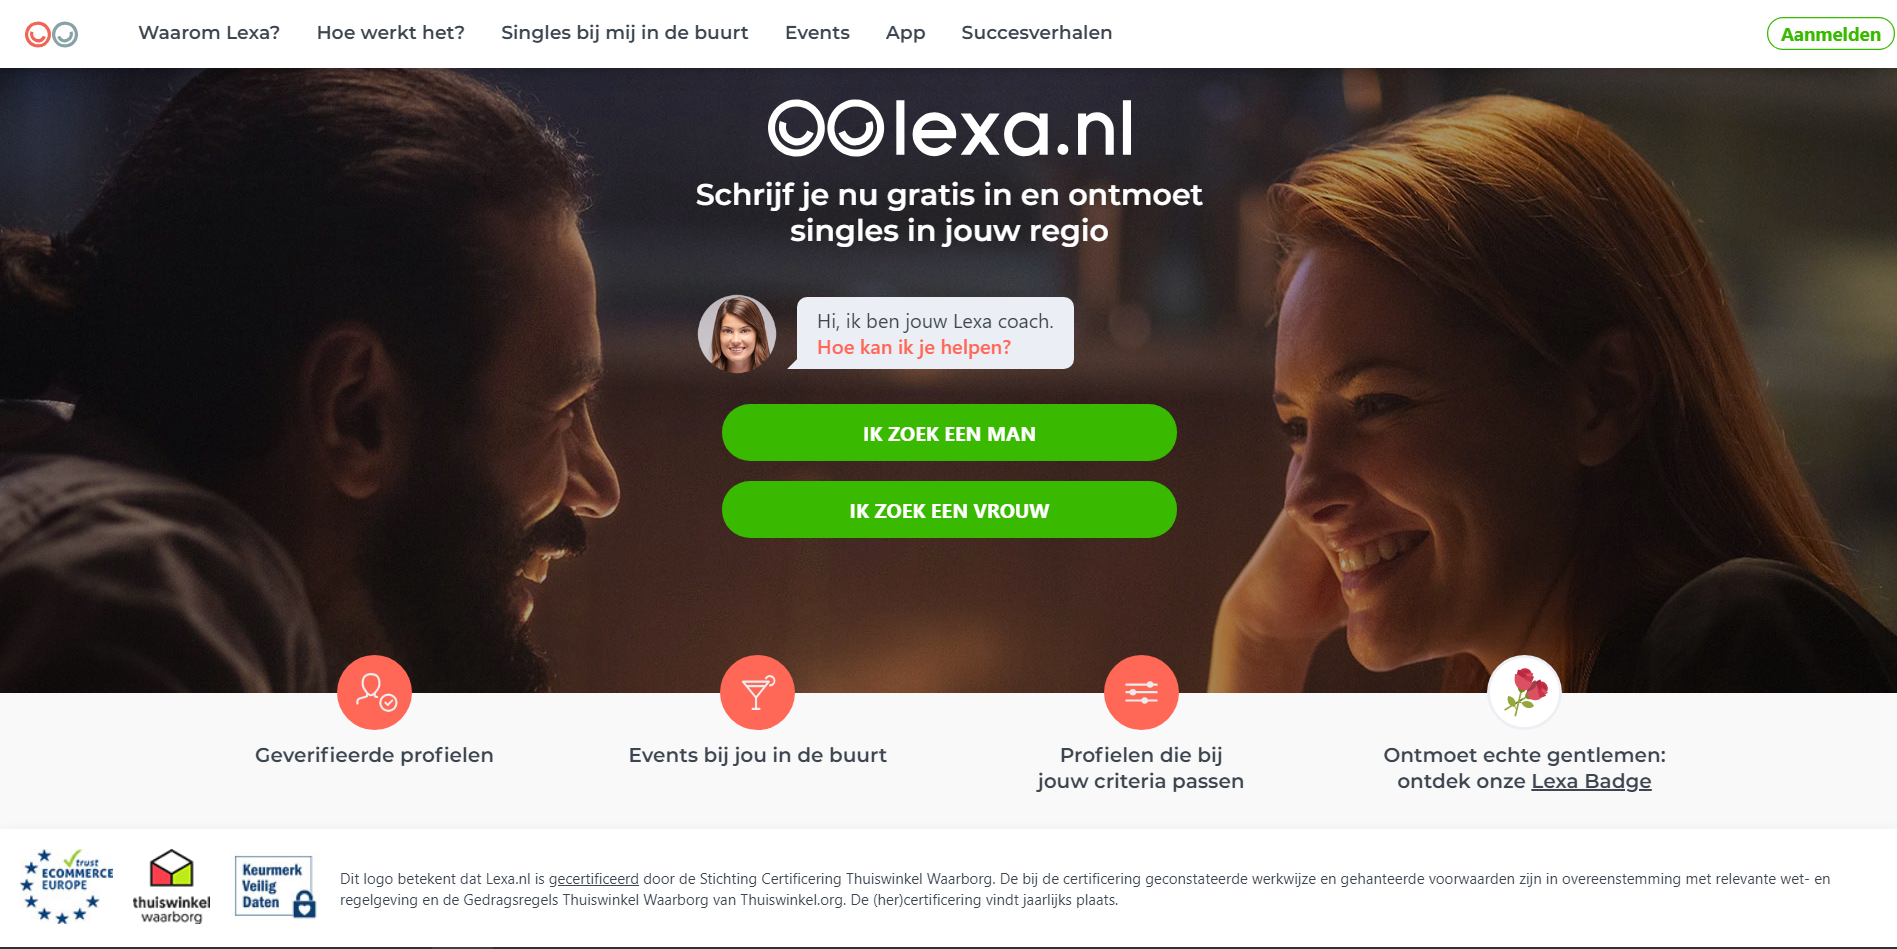 Waarom Lexa? Hoe werkt het? Singles bij mij in de buurt Events App Succesverhalen Aanmelden
lexa.nl
Schrijf je nu gratis in en ontmoet
singles in jouw regio
Hi, ik ben jouw Lexa coach.
Hoe kan ik je helpen?
IK ZOEK EEN MAN
IK ZOEK EEN VROUW
Geverifieerde profielen
Events bij jou in de buurt
Profielen die bij
jouw criteria passen
Ontmoet echte gentlemen:
ontdek onze Lexa Badge
trust
ECOMMERCE
EUROPE
thuiswinkel
waarborg
Keurmerk
Veilig
Daten
Dit logo betekent dat Lexa.nl is gecertificeerd door de Stichting Certificering Thuiswinkel Waarborg. De bij de certificering geconstateerde werkwijze en gehanteerde voorwaarden zijn in overeenstemming met relevante wet- en
regelgeving en de Gedragsregels Thuiswinkel Waarborg van Thuiswinkel.org. De (her)certificering vindt jaarlijks plaats.